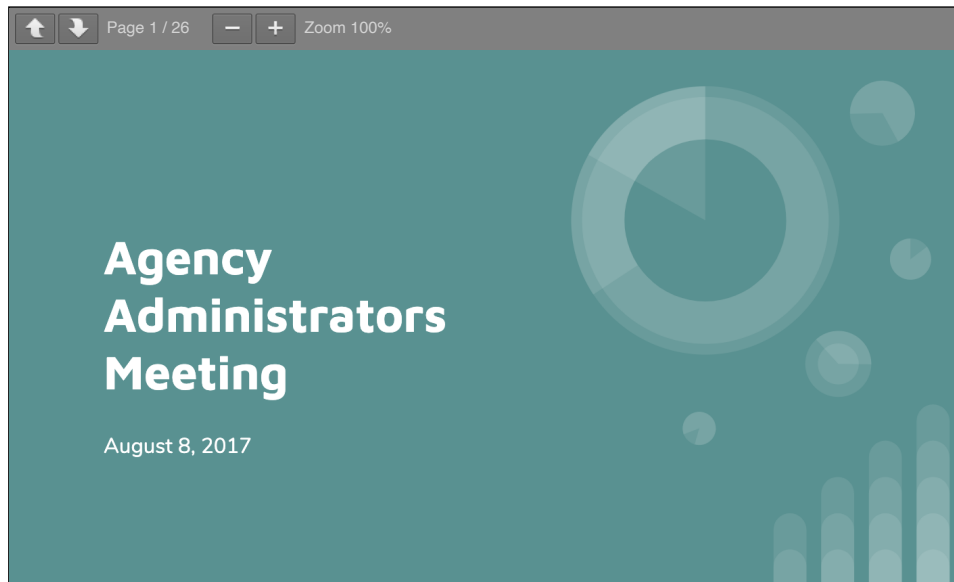 Page 1 / 26 Zoom 100%
Agency
Administrators
Meeting
August 8, 2017